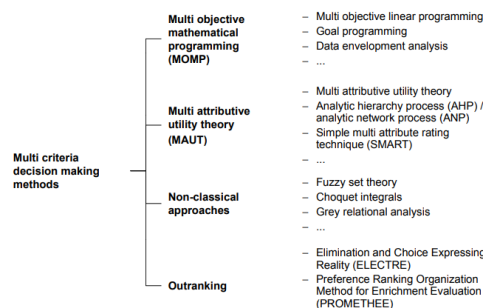 Multi objective
mathematical
programming
(MOMP)
– Multi objective linear programming
– Goal programming
– Data envelopment analysis
– ...
Multi attributive
utility theory
(MAUT)
– Multi attributive utility theory
– Analytic hierarchy process (AHP) /
analytic network process (ANP)
– Simple multi attribute rating
technique (SMART)
– ...
Multi criteria
decision making
methods
Non-classical
approaches
– Fuzzy set theory
– Choquet integrals
– Grey relational analysis
– ...
Outranking
– Elimination and Choice Expressing
Reality (ELECTRE)
– Preference Ranking Organization
Method for Enrichment Evaluation
(PROMETHEE)